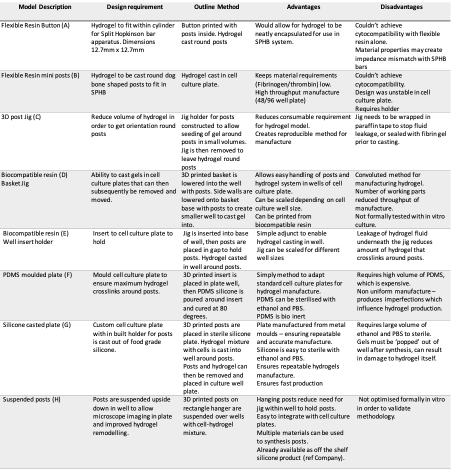 Model Description Design requirement Outline Method Advantages Disadvantages
Flexible Resin Button (A)
Hydrogel to fit within cylinder
for Split Hopkinson bar
apparatus. Dimensions
12.7mm x 12.7mm
Button printed with
posts inside. Hydrogel
cast round posts
Would allow for hydrogel to be
neatly encapsulated for use in
SPHB system.
Couldn't achieve
cytocompatibility with flexible
resin alone.
Material properties may create
impedance mismatch with SPHB
bars
Flexible Resin mini posts (B)
Hydrogel to be cast round dog
bone shaped posts to fit in
SPHB
Hydrogel cast in cell
culture plate.
Keeps material requirements
(Fibrinogen/thrombin) low.
High throughput manufacture
(48/96 well plate)
Couldn't achieve
cytocompatibility.
Design was unstable in cell
culture plate.
Requires holder
3D post Jig (C)
Reduce volume of hydrogel in
order to get orientation round
posts
Jig holder for posts
constructed to allow
seeding of gel around
posts in small volumes.
Jig is then removed to
leave hydrogel round
posts
Reduces consumable requirement
for hydrogel model.
Creates reproducible method for
manufacture
Jig needs to be wrapped in
paraffin tape to stop fluid
leakage, or sealed with fibrin gel
prior to casting.
Biocompatible resin (D)
Basket Jig
Ability to cast gels in cell
culture plates that can then
subsequently be removed and
moved.
3D printed basket is
lowered into the well
with posts. Side walls are
lowered onto basket
base with posts to create
smaller well to cast gel
into.
Allows easy handling of posts and
hydrogel system in wells of cell
culture plate.
Can be scaled depending on cell
culture well size.
Can be printed from
biocompatible resin
Convoluted method for
manufacturing hydrogel.
Number of working parts
reduced throughput of
manufacture.
Not formally tested with in vitro
culture.
Biocompatible resin (E)
Well insert holder
Insert to cell culture plate to
hold
Jig is inserted into base
of well, then posts are
placed in gap to hold
posts. Hydrogel casted
in well around posts.
Simple adjust to enable
hydrogel casting in well.
Jig can be scaled for different
well sizes
Leakage of hydrogel fluid
underneath the jig reduces
amount of hydrogel that
crosslinks around posts.
PDMS moulded plate (F)
Mould cell culture plate to
ensure maximum hydrogel
crosslinks around posts.
3D printed insert is
placed in plate well,
then PDMS silicone is
poured around insert
and cured at 80
degrees.
Simply method to adapt
standard cell culture plates for
hydrogel manufacture.
PDMS can be sterilised with
ethanol and PBS.
PDMS is bio inert
Requires high volume of PDMS,
which is expensive.
Non uniform manufacture –
produces imperfections which
influence hydrogel production.
Silicone casted plate (G)
Custom cell culture plate
with in built holder for posts
is cast out of food grade
silicone.
3D printed posts are
placed in sterile silicone
plate. Hydrogel mixture
with cells is cast into
well around posts.
Posts and hydrogel can
then be removed and
placed in culture well
plate.
Plate manufactured from metal
moulds – ensuring repeatable
and accurate manufacture.
Silicone is easy to sterile with
ethanol and PBS.
Ensures repeatable
hydrogels manufacture.
Ensures fast production
Requires large volume of
ethanol and PBS to sterile.
Gels must be 'popped' out of
well after synthesis, can result
in damage to hydrogel itself.
Suspended posts (H)
Posts are suspended upside
down in well to allow
microscope imaging in plate
and improved hydrogel
remodelling.
3D printed posts on
rectangle hanger are
suspended over wells
with cell-hydrogel
mixture.
Hanging posts reduce need for
Jig within well to hold posts.
Easy to integrate with cell culture
plates.
Multiple materials can be used
to synthesis posts.
Already available as off the shelf
silicone product (ref Company).
Not optimised formally in vitro
in order to validate
methodology.